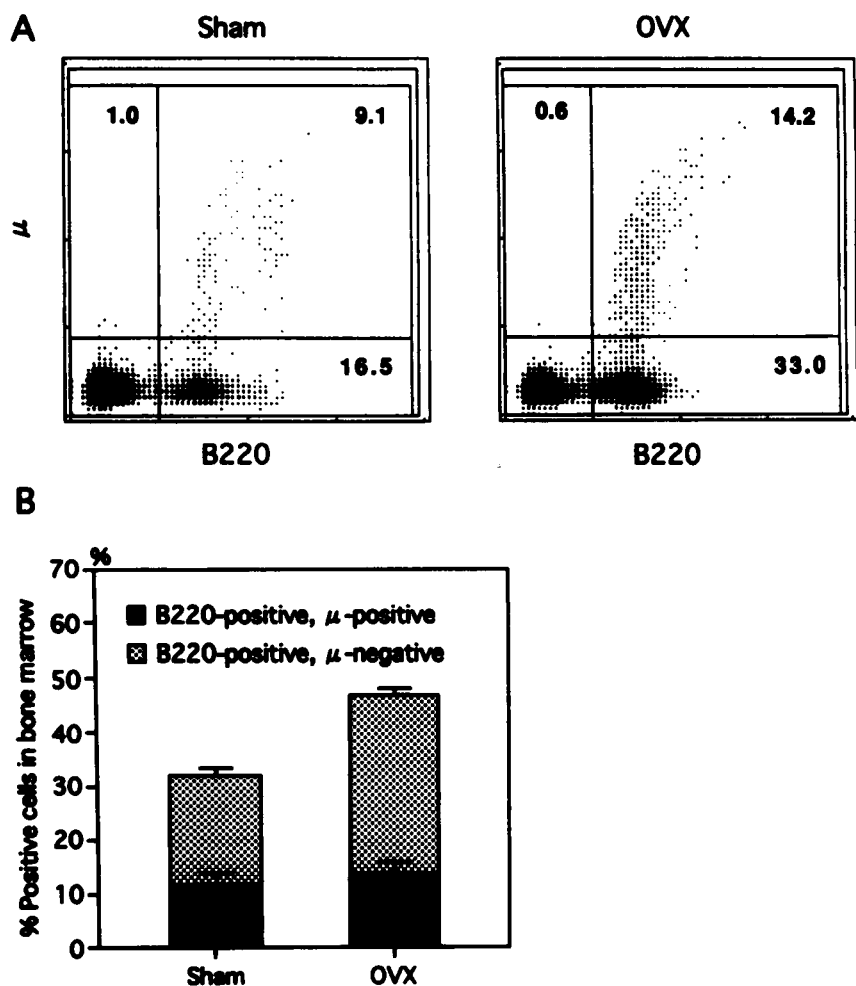 A
Sham
OVX
1.0
9.1
0.6
14.2
μ
16.5
33.0
B220
B220
B
%
70
B220-positive, μ-positive
60
B220-positive, μ-negative
50
40
30
20
10
0
% Positive cells in bone marrow
Sham
OVX